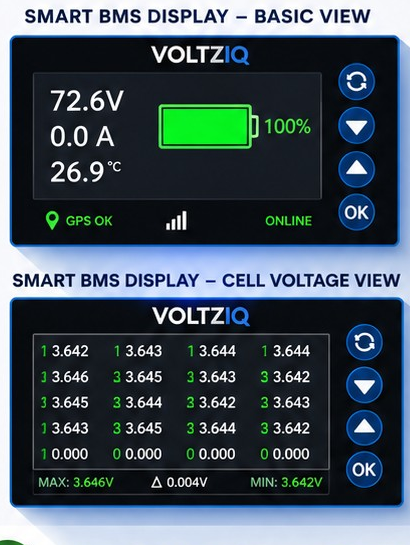 SMART BMS DISPLAY – BASIC VIEW
VOLTZIQ
72.6V
0.0 A
26.9°C
100%
GPS OK
ONLINE
OK
SMART BMS DISPLAY – CELL VOLTAGE VIEW
VOLTZIQ
1 3.642 1 3.643 1 3.644 1 3.644
3 3.646 3 3.645 3 3.643 3 3.642
3 3.645 3 3.644 3 3.642 3 3.643
1 3.643 3 3.645 3 3.644 3 3.642
1 0.000 0 0.000 0 0.000 0 0.000
MAX: 3.646V Δ 0.004V MIN: 3.642V
OK